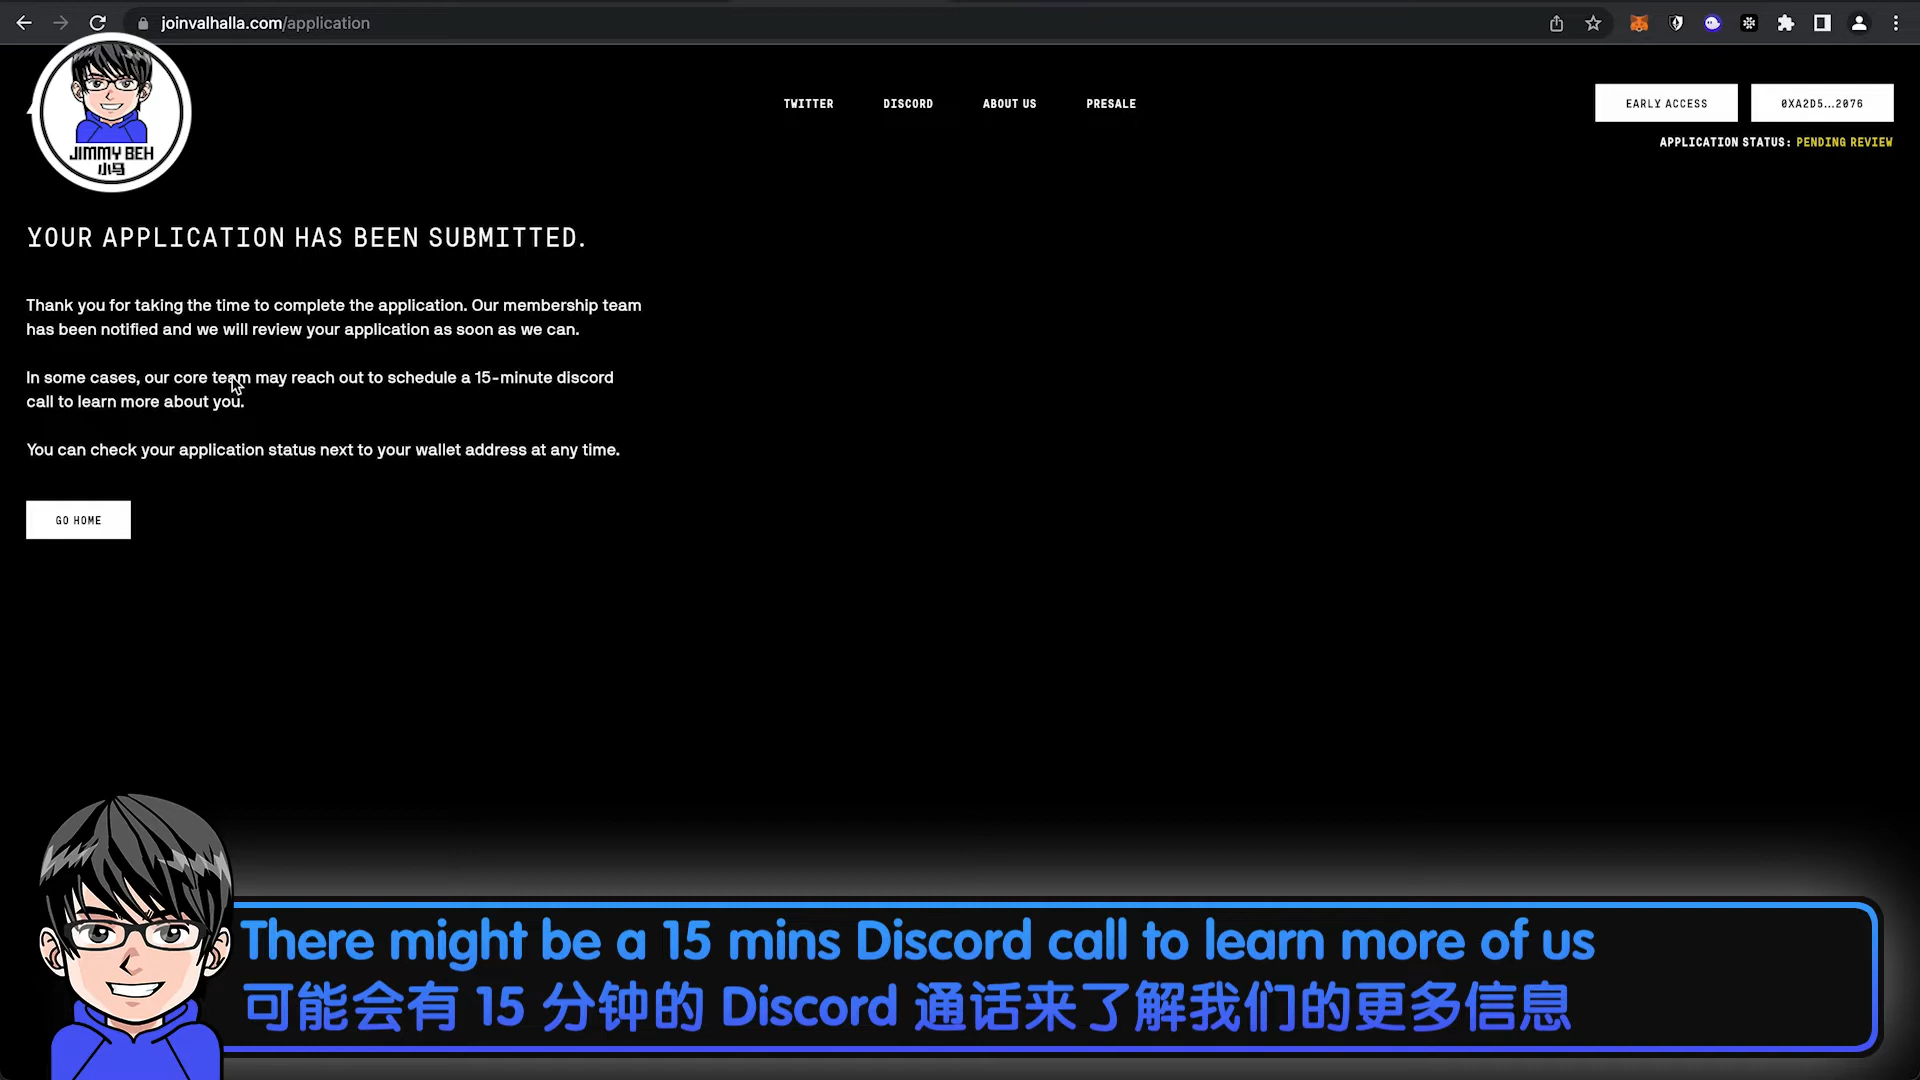 joinvalhalla.com/application
JIMMY BEH
小马
TWITTER DISCORD ABOUT US PRESALE
EARLY ACCESS 0XA2D5...2076
APPLICATION STATUS: PENDING REVIEW
YOUR APPLICATION HAS BEEN SUBMITTED.
Thank you for taking the time to complete the application. Our membership team
has been notified and we will review your application as soon as we can.
In some cases, our core team may reach out to schedule a 15-minute discord
call to learn more about you.
You can check your application status next to your wallet address at any time.
GO HOME
There might be a 15 mins Discord call to learn more of us
可能会有 15 分钟的 Discord 通话来了解我们的更多信息